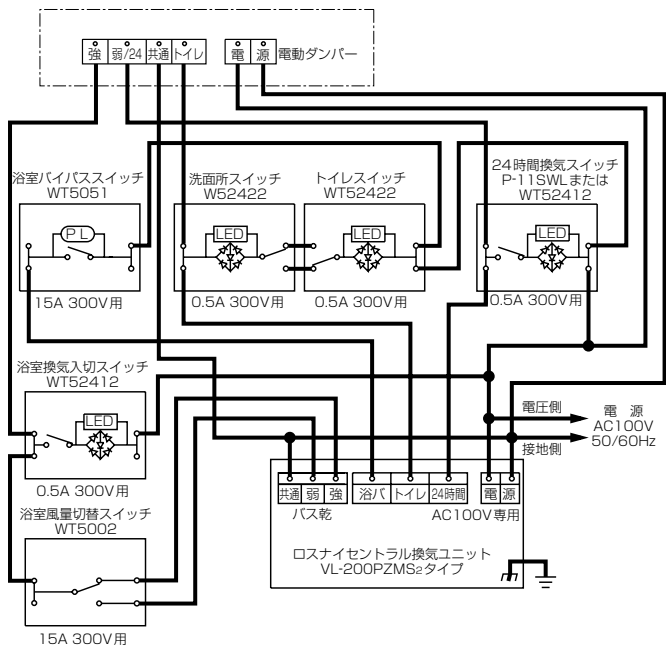 強 弱/24 共通 トイレ
電 源 電動ダンパー
浴室バイパススイッチ
WT5051
PL
15A 300V用
洗面所スイッチ
W52422
LED
0.5A 300V用
トイレスイッチ
WT52422
LED
0.5A 300V用
24時間換気スイッチ
P-11SWLまたは
WT52412
LED
0.5A 300V用
浴室換気入切スイッチ
WT52412
LED
0.5A 300V用
浴室風量切替スイッチ
WT5002
15A 300V用
電圧側
接地側
電 源
AC100V
50/60Hz
共通 弱 強
バス乾
浴バ トイレ 24時間
電 源
AC100V専用
ロスナイセントラル換気ユニット
VL-200PZMS2タイプ